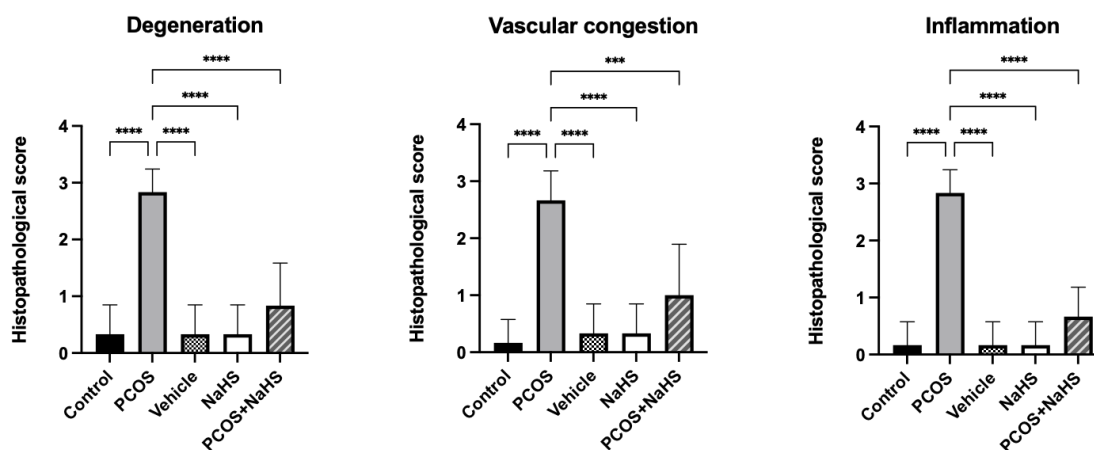 Degeneration
****
****
**** ****
Histopathological score
4
3
2
1
0
Control
PCOS
Vehicle
NaHS
PCOS+NaHS
Vascular congestion
***
****
**** ****
Histopathological score
4
3
2
1
0
Control
PCOS
Vehicle
NaHS
PCOS+NaHS
Inflammation
****
****
**** ****
Histopathological score
4
3
2
1
0
Control
PCOS
Vehicle
NaHS
PCOS+NaHS